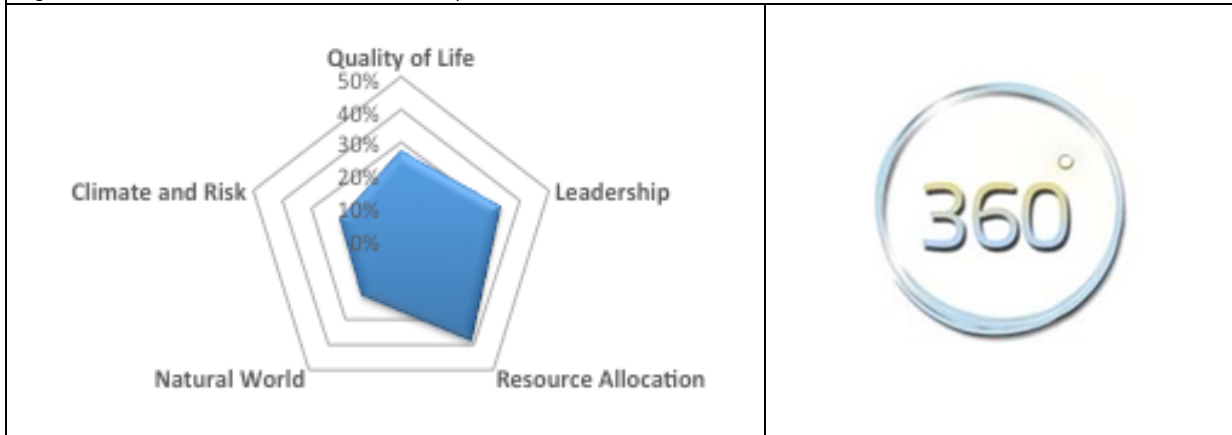 Quality of Life
50%
40%
30%
20%
10%
0%
Climate and Risk
Leadership
Natural World
Resource Allocation
360°